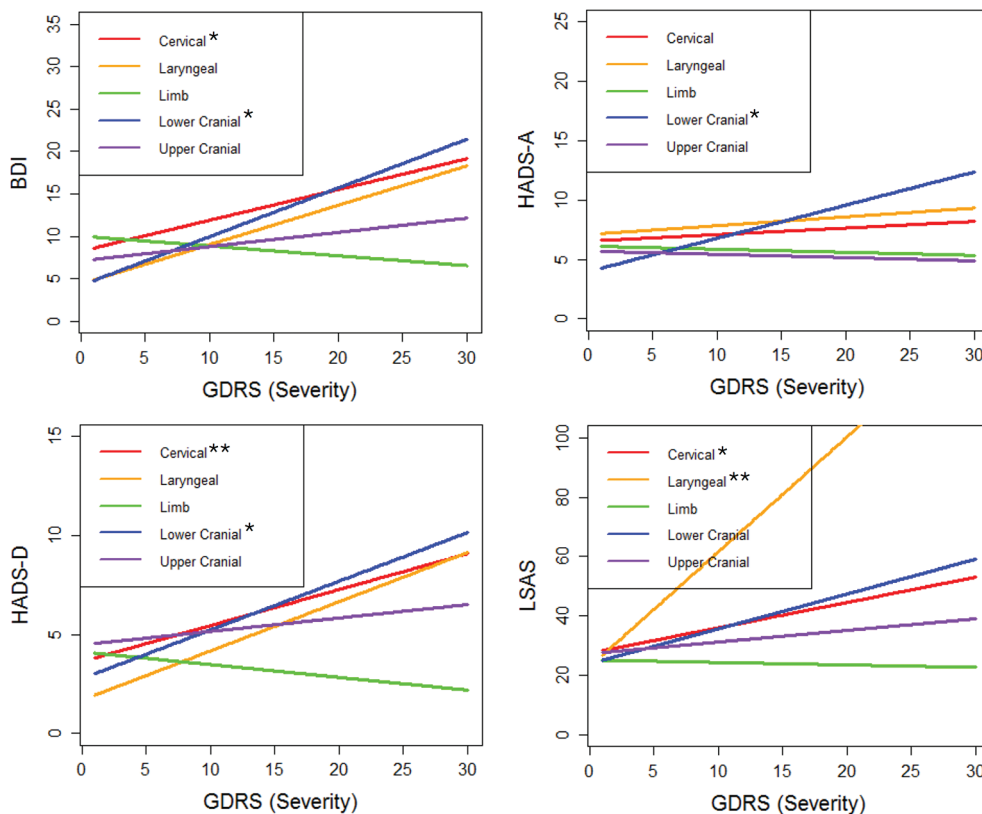 BDI
35
30
25
20
15
10
5
0
Cervical *
Laryngeal
Limb
Lower Cranial *
Upper Cranial
0 5 10 15 20 25 30
GDRS (Severity)
HADS-A
25
20
15
10
5
0
Cervical
Laryngeal
Limb
Lower Cranial *
Upper Cranial
0 5 10 15 20 25 30
GDRS (Severity)
HADS-D
15
10
5
0
Cervical **
Laryngeal
Limb
Lower Cranial *
Upper Cranial
0 5 10 15 20 25 30
GDRS (Severity)
LSAS
100
80
60
40
20
0
Cervical *
Laryngeal **
Limb
Lower Cranial
Upper Cranial
0 5 10 15 20 25 30
GDRS (Severity)